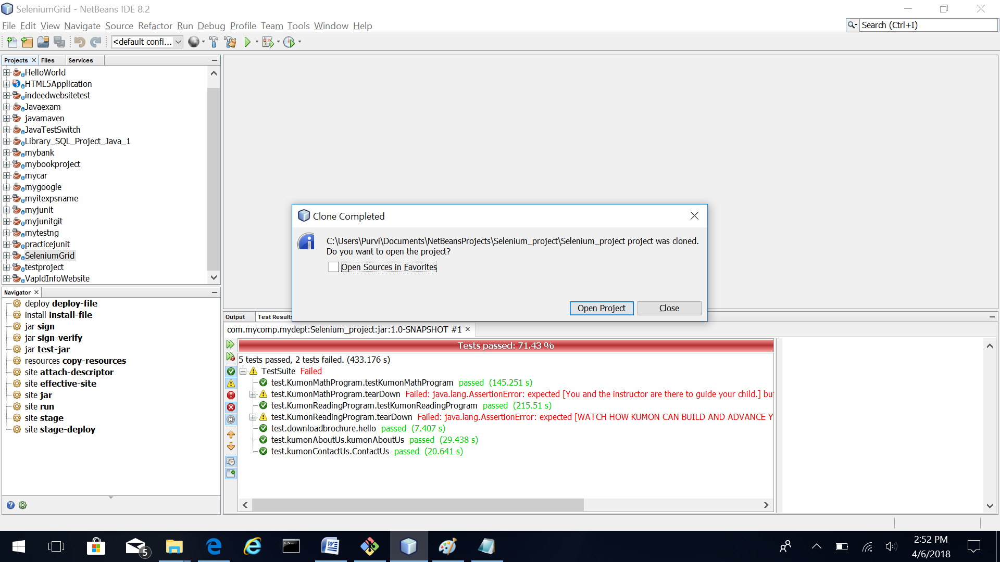 SeleniumGrid - NetBeans IDE 8.2
File Edit View Navigate Source Refactor Run Debug Profile Team Tools Window Help
Search (Ctrl+I)
<default confi...
Projects Files Services
HelloWorld
HTML5Application
indeedwebsitetest
Javaexam
javamaven
JavaTestSwitch
Library_SQL_Project_Java_1
mybank
mybookproject
mycar
mygoogle
myitexpsname
myjunit
myjunitgit
mytestng
practicejunit
SeleniumGrid
testproject
VapldInfoWebsite
Navigator
deploy deploy-file
install install-file
jar sign
jar sign-verify
jar test-jar
resources copy-resources
site attach-descriptor
site effective-site
site jar
site run
site stage
site stage-deploy
Clone Completed
C:\Users\Purvi\Documents\NetBeansProjects\Selenium_project\Selenium_project project was cloned.
Do you want to open the project?
Open Sources in Favorites
Open Project Close
Output Test Results
com.mycomp.mydept:Selenium_project:jar:1.0-SNAPSHOT #1
Tests passed: 71.43 %
5 tests passed, 2 tests failed. (433.176 s)
TestSuite Failed
test.KumonMathProgram.testKumonMathProgram passed (145.251 s)
test.KumonMathProgram.tearDown Failed: java.lang.AssertionError: expected [You and the instructor are there to guide your child.] bu
test.KumonReadingProgram.testKumonReadingProgram passed (215.51 s)
test.KumonReadingProgram.tearDown Failed: java.lang.AssertionError: expected [WATCH HOW KUMON CAN BUILD AND ADVANCE Y
test.downloadbrochure.hello passed (7.407 s)
test.kumonAboutUs.kumonAboutUs passed (29.438 s)
test.kumonContactUs.ContactUs passed (20.641 s)
5
2:52 PM
4/6/2018